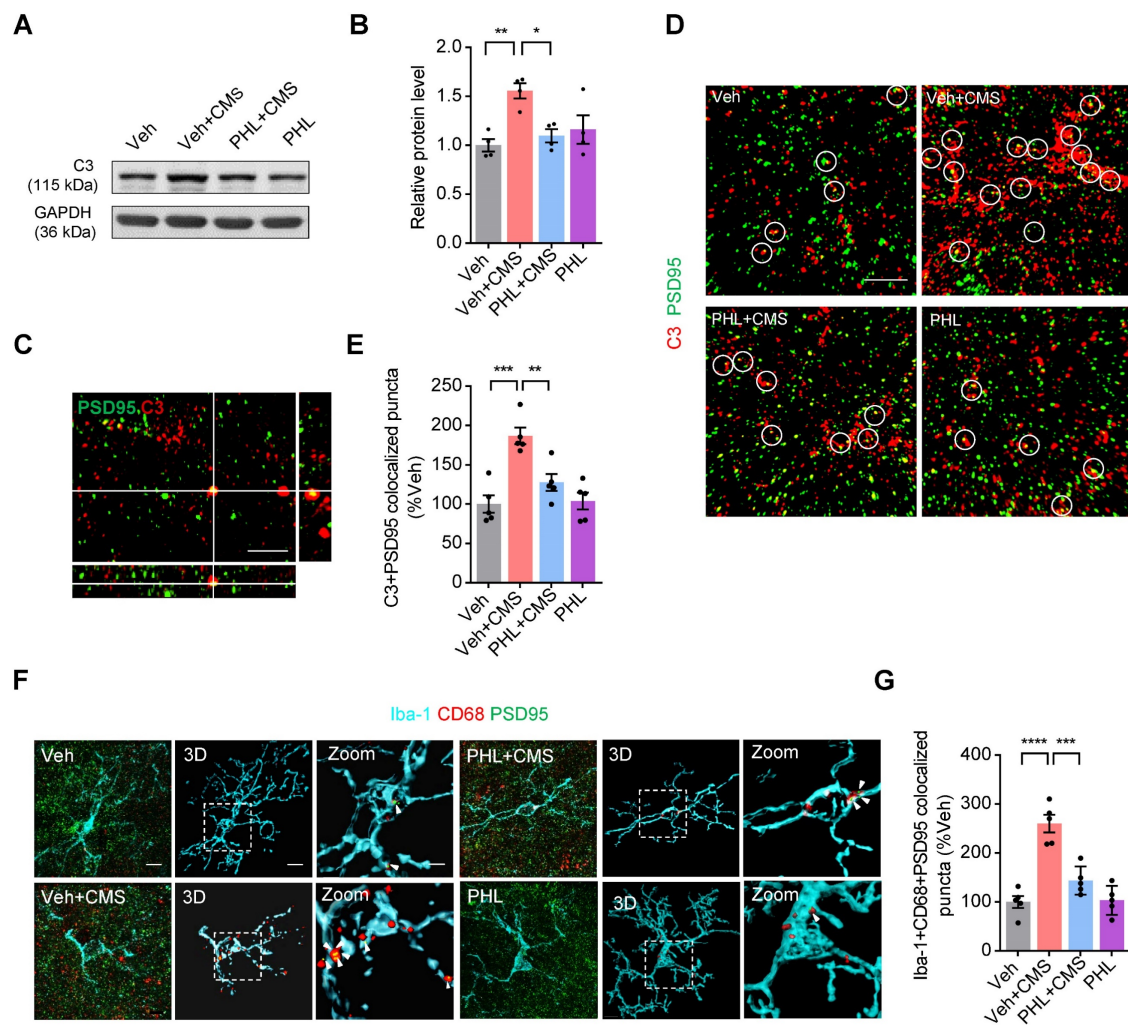 A
Veh
Veh+CMS
PHL+CMS
PHL
C3
(115 kDa)
GAPDH
(36 kDa)
B
Relative protein level
2.0
1.5
1.0
0.5
0.0
** *
Veh
Veh+CMS
PHL+CMS
PHL
C
PSD95 C3
D
C3 PSD95
Veh
Veh+CMS
PHL+CMS
PHL
E
C3+PSD95 colocalized puncta
(%Veh)
250
200
150
100
50
0
*** **
Veh
Veh+CMS
PHL+CMS
PHL
F
Iba-1 CD68 PSD95
Veh
3D
Zoom
PHL+CMS
3D
Zoom
Veh+CMS
3D
Zoom
PHL
3D
Zoom
G
Iba-1+CD68+PSD95 colocalized
puncta (%Veh)
400
300
200
100
0
**** ***
Veh
Veh+CMS
PHL+CMS
PHL